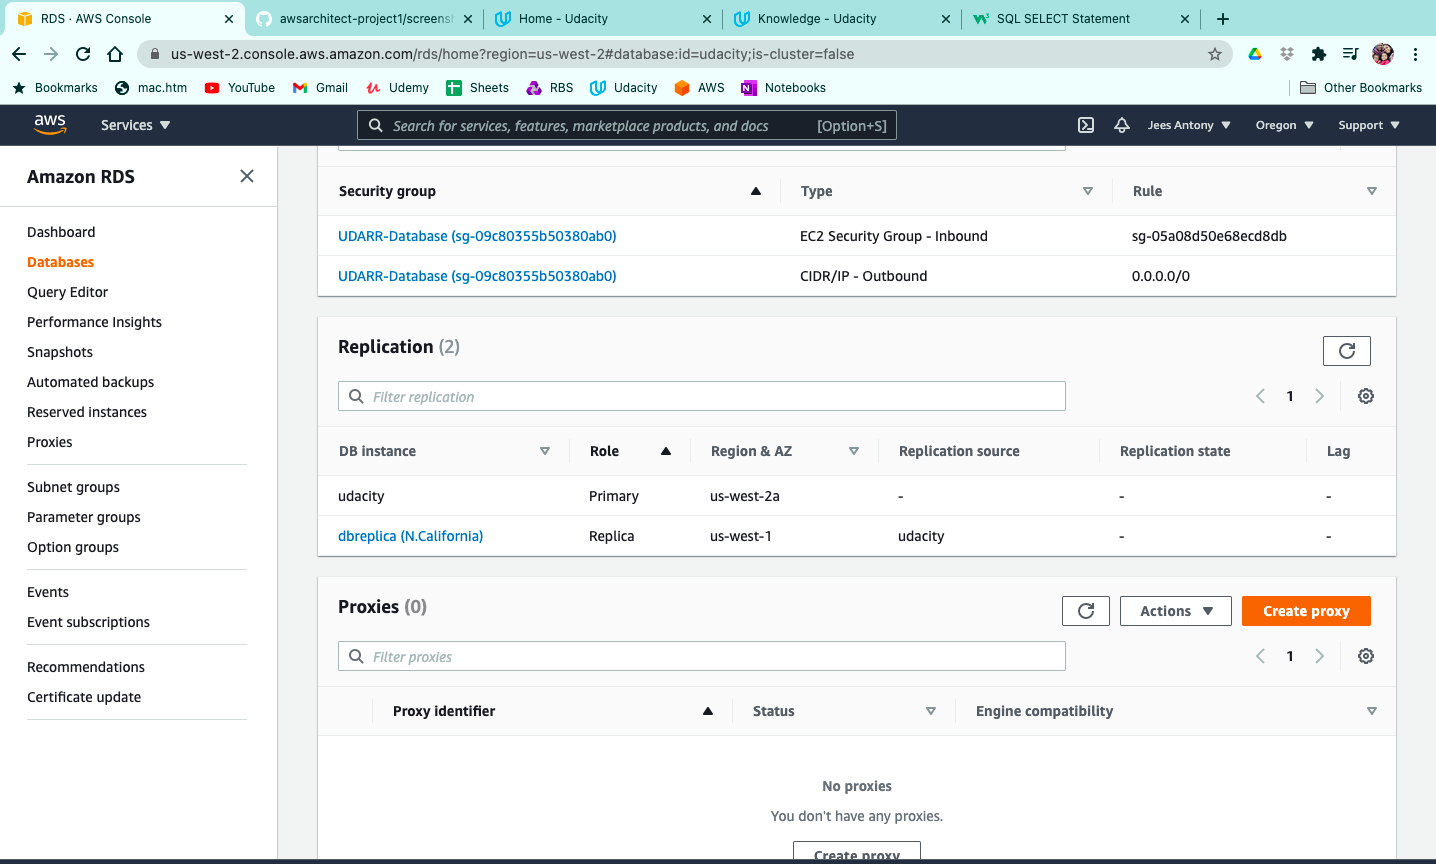 RDS · AWS Console
awsarchitect-project1/screensh
Home - Udacity
Knowledge - Udacity
SQL SELECT Statement
us-west-2.console.aws.amazon.com/rds/home?region=us-west-2#database:id=udacity;is-cluster=false
Bookmarks mac.htm YouTube Gmail Udemy Sheets RBS Udacity AWS Notebooks Other Bookmarks
aws Services Search for services, features, marketplace products, and docs [Option+S] Jees Antony Oregon Support
Amazon RDS
Dashboard
Databases
Query Editor
Performance Insights
Snapshots
Automated backups
Reserved instances
Proxies
Subnet groups
Parameter groups
Option groups
Events
Event subscriptions
Recommendations
Certificate update
Security group Type Rule
UDARR-Database (sg-09c80355b50380ab0) EC2 Security Group - Inbound sg-05a08d50e68ecd8db
UDARR-Database (sg-09c80355b50380ab0) CIDR/IP - Outbound 0.0.0.0/0
Replication (2)
Filter replication 1
DB instance Role Region & AZ Replication source Replication state Lag
udacity Primary us-west-2a - - -
dbreplica (N.California) Replica us-west-1 udacity - -
Proxies (0) Actions Create proxy
Filter proxies 1
Proxy identifier Status Engine compatibility
No proxies
You don't have any proxies.
Create proxy